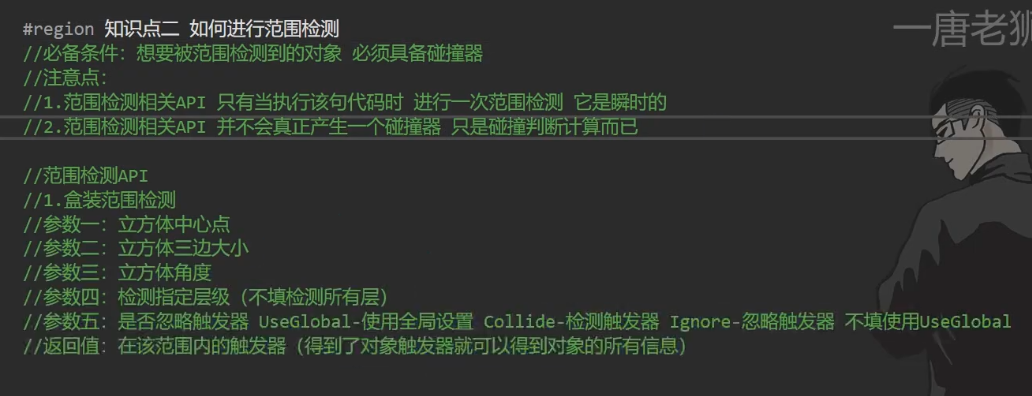 一唐老狮
#region 知识点二 如何进行范围检测
//必备条件：想要被范围检测到的对象 必须具备碰撞器
//注意点：
//1.范围检测相关API 只有当执行该句代码时 进行一次范围检测 它是瞬时的
//2.范围检测相关API 并不会真正产生一个碰撞器 只是碰撞判断计算而已
//范围检测API
//1.盒装范围检测
//参数一：立方体中心点
//参数二：立方体三边大小
//参数三：立方体角度
//参数四：检测指定层级（不填检测所有层）
//参数五：是否忽略触发器 UseGlobal-使用全局设置 Collide-检测触发器 Ignore-忽略触发器 不填使用UseGlobal
//返回值：在该范围内的触发器（得到了对象触发器就可以得到对象的所有信息）